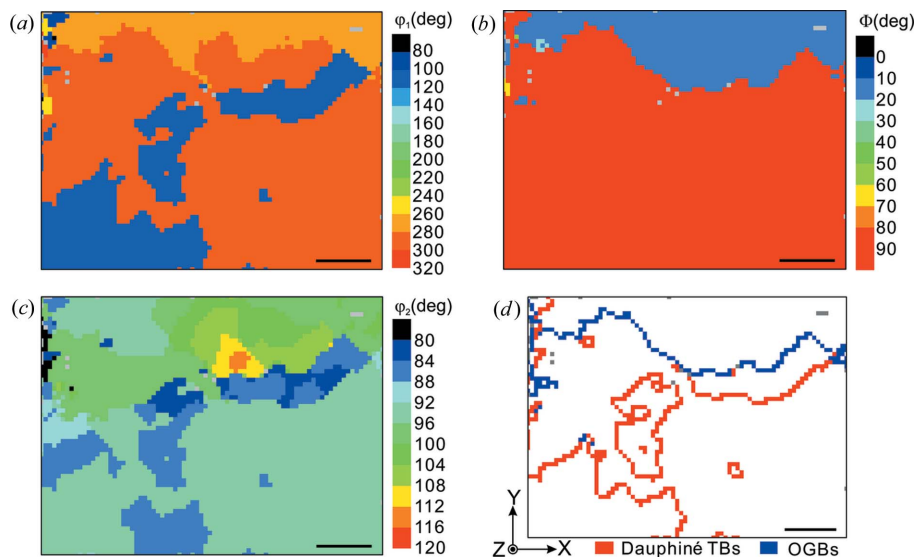 (a)
φ1(deg)
80
100
120
140
160
180
200
220
240
260
280
300
320
(b)
Φ(deg)
0
10
20
30
40
50
60
70
80
90
(c)
φ2(deg)
80
84
88
92
96
100
104
108
112
116
120
(d)
Y
Z
X
Dauphiné TBs
OGBs